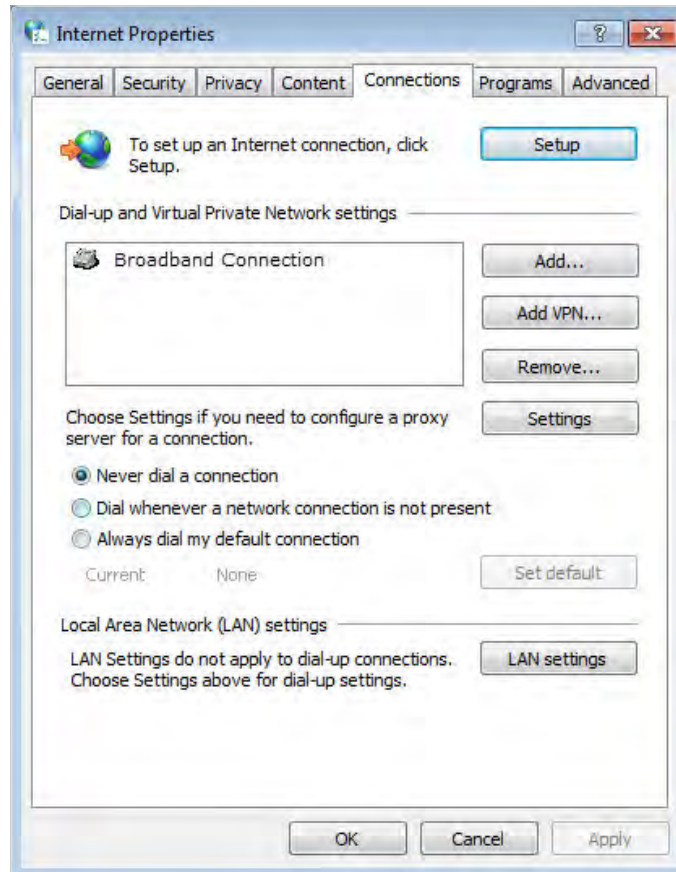 Internet Properties
General Security Privacy Content Connections Programs Advanced
To set up an Internet connection, click
Setup.
Setup
Dial-up and Virtual Private Network settings
Broadband Connection
Add...
Add VPN...
Remove...
Choose Settings if you need to configure a proxy
server for a connection.
Settings
Never dial a connection
Dial whenever a network connection is not present
Always dial my default connection
Current None
Set default
Local Area Network (LAN) settings
LAN Settings do not apply to dial-up connections.
Choose Settings above for dial-up settings.
LAN settings
OK Cancel Apply